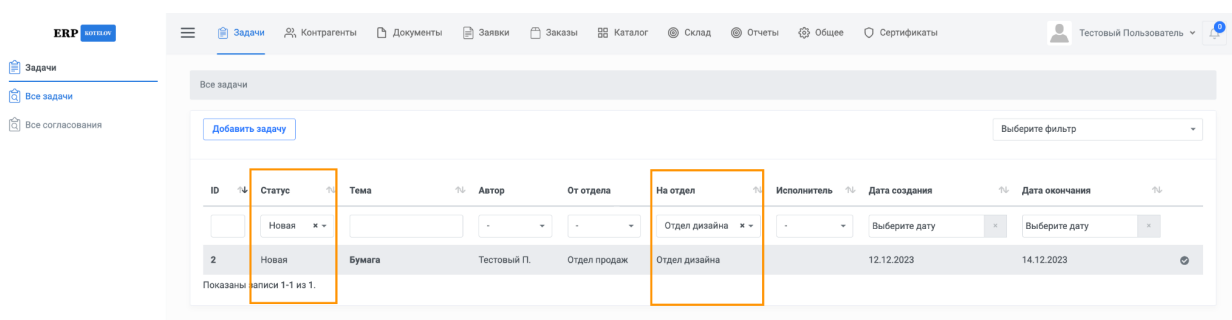 ERP KOTELOV
Задачи Контрагенты Документы Заявки Заказы Каталог Склад Отчеты Общее Сертификаты Тестовый Пользователь 0
Задачи
Все задачи
Все согласования
Все задачи
Добавить задачу Выберите фильтр
ID Статус Тема Автор От отдела На отдел Исполнитель Дата создания Дата окончания
Новая × - - Отдел дизайна × - Выберите дату × Выберите дату ×
2 Новая Бумага Тестовый П. Отдел продаж Отдел дизайна 12.12.2023 14.12.2023
Показаны записи 1-1 из 1.